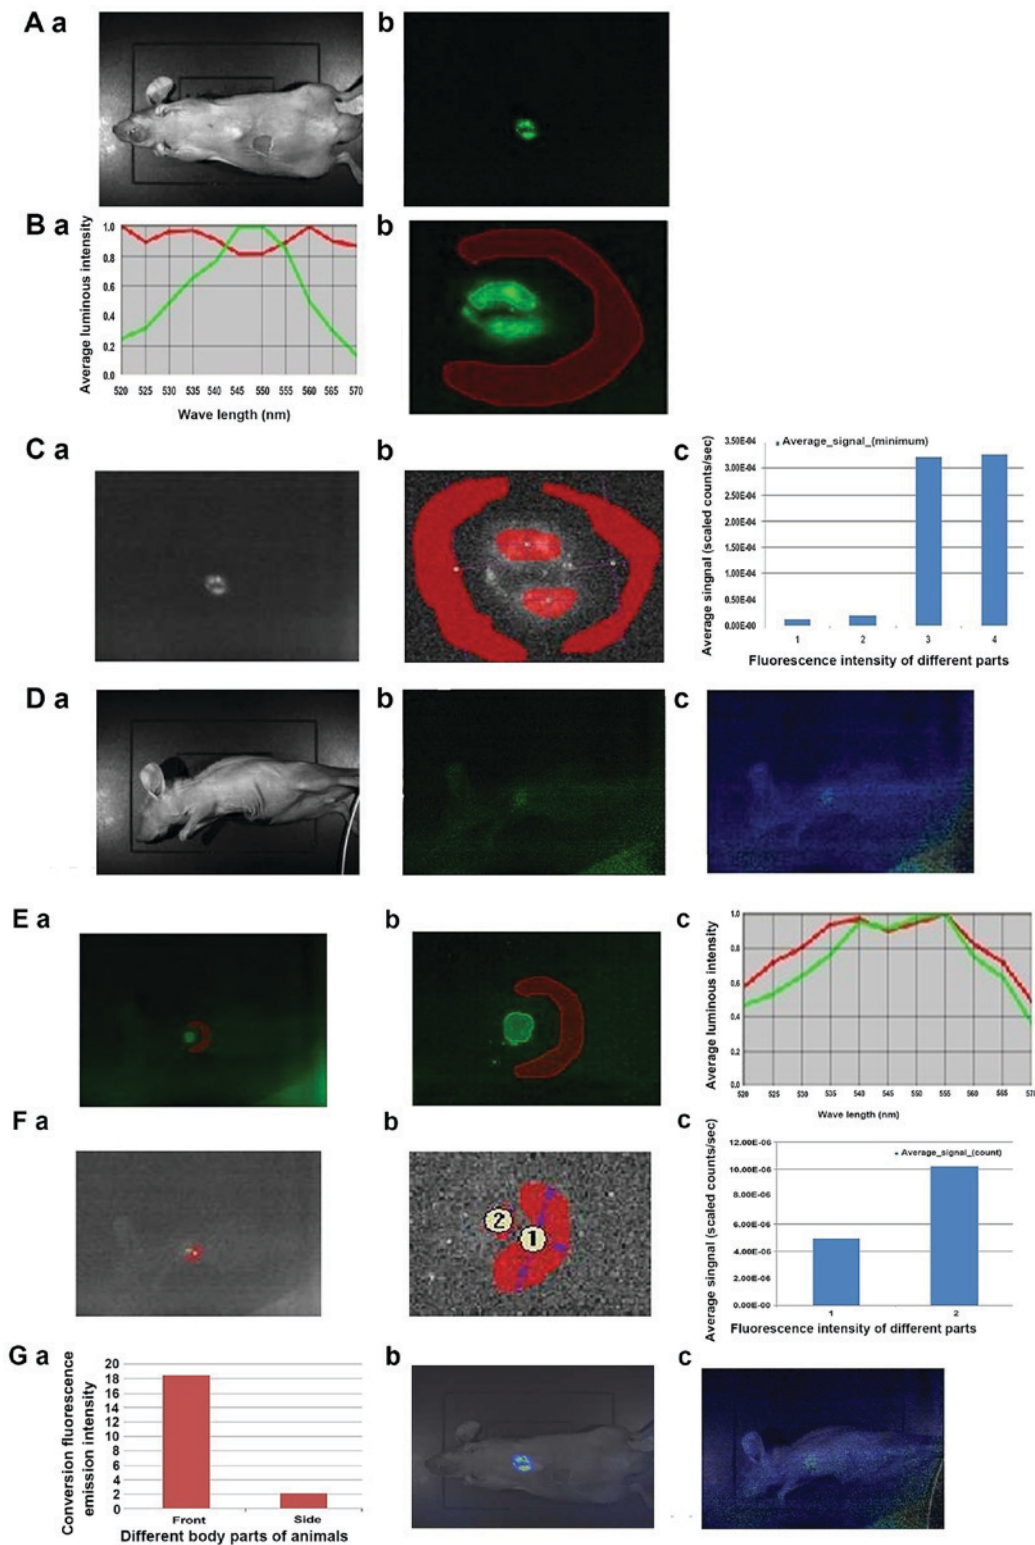 A a
b
B a
Average luminous intensity
1.0
0.8
0.6
0.4
0.2
0.0
520 525 530 535 540 545 550 555 560 565 570
Wave length (nm)
b
C a
b
c
Average singnal (scaled counts/sec)
3.50E-04
3.00E-04
2.50E-04
2.00E-04
1.50E-04
1.00E-04
0.50E-04
0.00E-04
Average_signal_(minimum)
1 2 3 4
Fluorescence intensity of different parts
D a
b
c
E a
b
c
Average luminous intensity
1.0
0.8
0.6
0.4
0.2
0.0
520 525 530 535 540 545 550 555 560 565 570
Wave length (nm)
F a
b
2
1
c
Average singnal (scaled counts/sec)
12.00E-06
10.00E-06
8.00E-06
6.00E-06
4.00E-06
2.00E-06
0.00E-00
Average_signal_(count)
1 2
Fluorescence intensity of different parts
G a
Conversion fluorescence
emission intensity
20
18
16
14
12
10
8
6
4
2
0
Front Side
Different body parts of animals
b
c